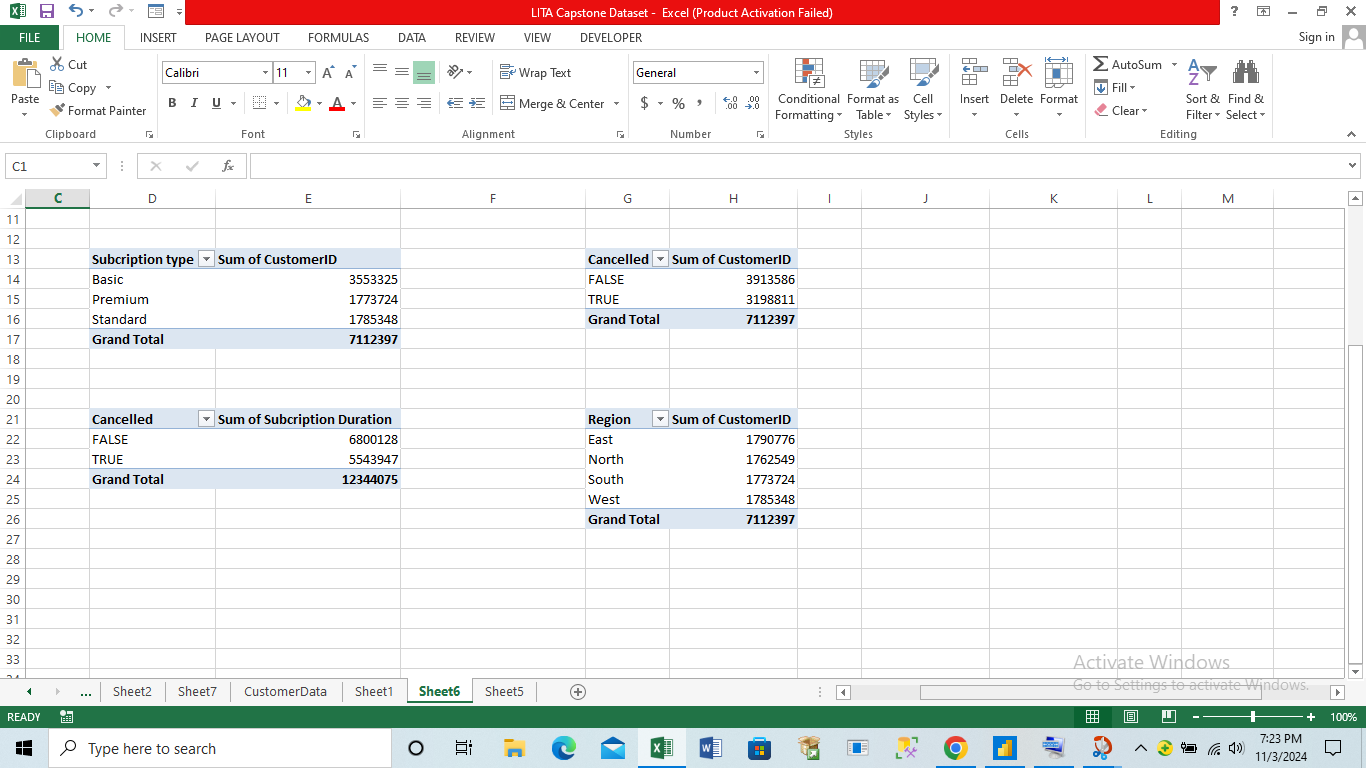 LITA Capstone Dataset - Excel (Product Activation Failed)
FILE HOME INSERT PAGE LAYOUT FORMULAS DATA REVIEW VIEW DEVELOPER Sign in
Paste Cut Copy Format Painter
Clipboard
Calibri 11
B I U A
Font
Wrap Text
Merge & Center
Alignment
General
$ % ,
Number
Conditional Formatting Format as Table Cell Styles
Styles
Insert Delete Format
Cells
AutoSum Fill Clear Sort & Filter Find & Select
Editing
C1 fx
C D E F G H I J K L M
11
12
13 Subcription type Sum of CustomerID Cancelled Sum of CustomerID
14 Basic 3553325 FALSE 3913586
15 Premium 1773724 TRUE 3198811
16 Standard 1785348 Grand Total 7112397
17 Grand Total 7112397
18
19
20
21 Cancelled Sum of Subcription Duration Region Sum of CustomerID
22 FALSE 6800128 East 1790776
23 TRUE 5543947 North 1762549
24 Grand Total 12344075 South 1773724
25 West 1785348
26 Grand Total 7112397
27
28
29
30
31
32
33
Activate Windows
Go to Settings to activate Windows.
... Sheet2 Sheet7 CustomerData Sheet1 Sheet6 Sheet5
READY 100%
Type here to search
7:23 PM
11/3/2024